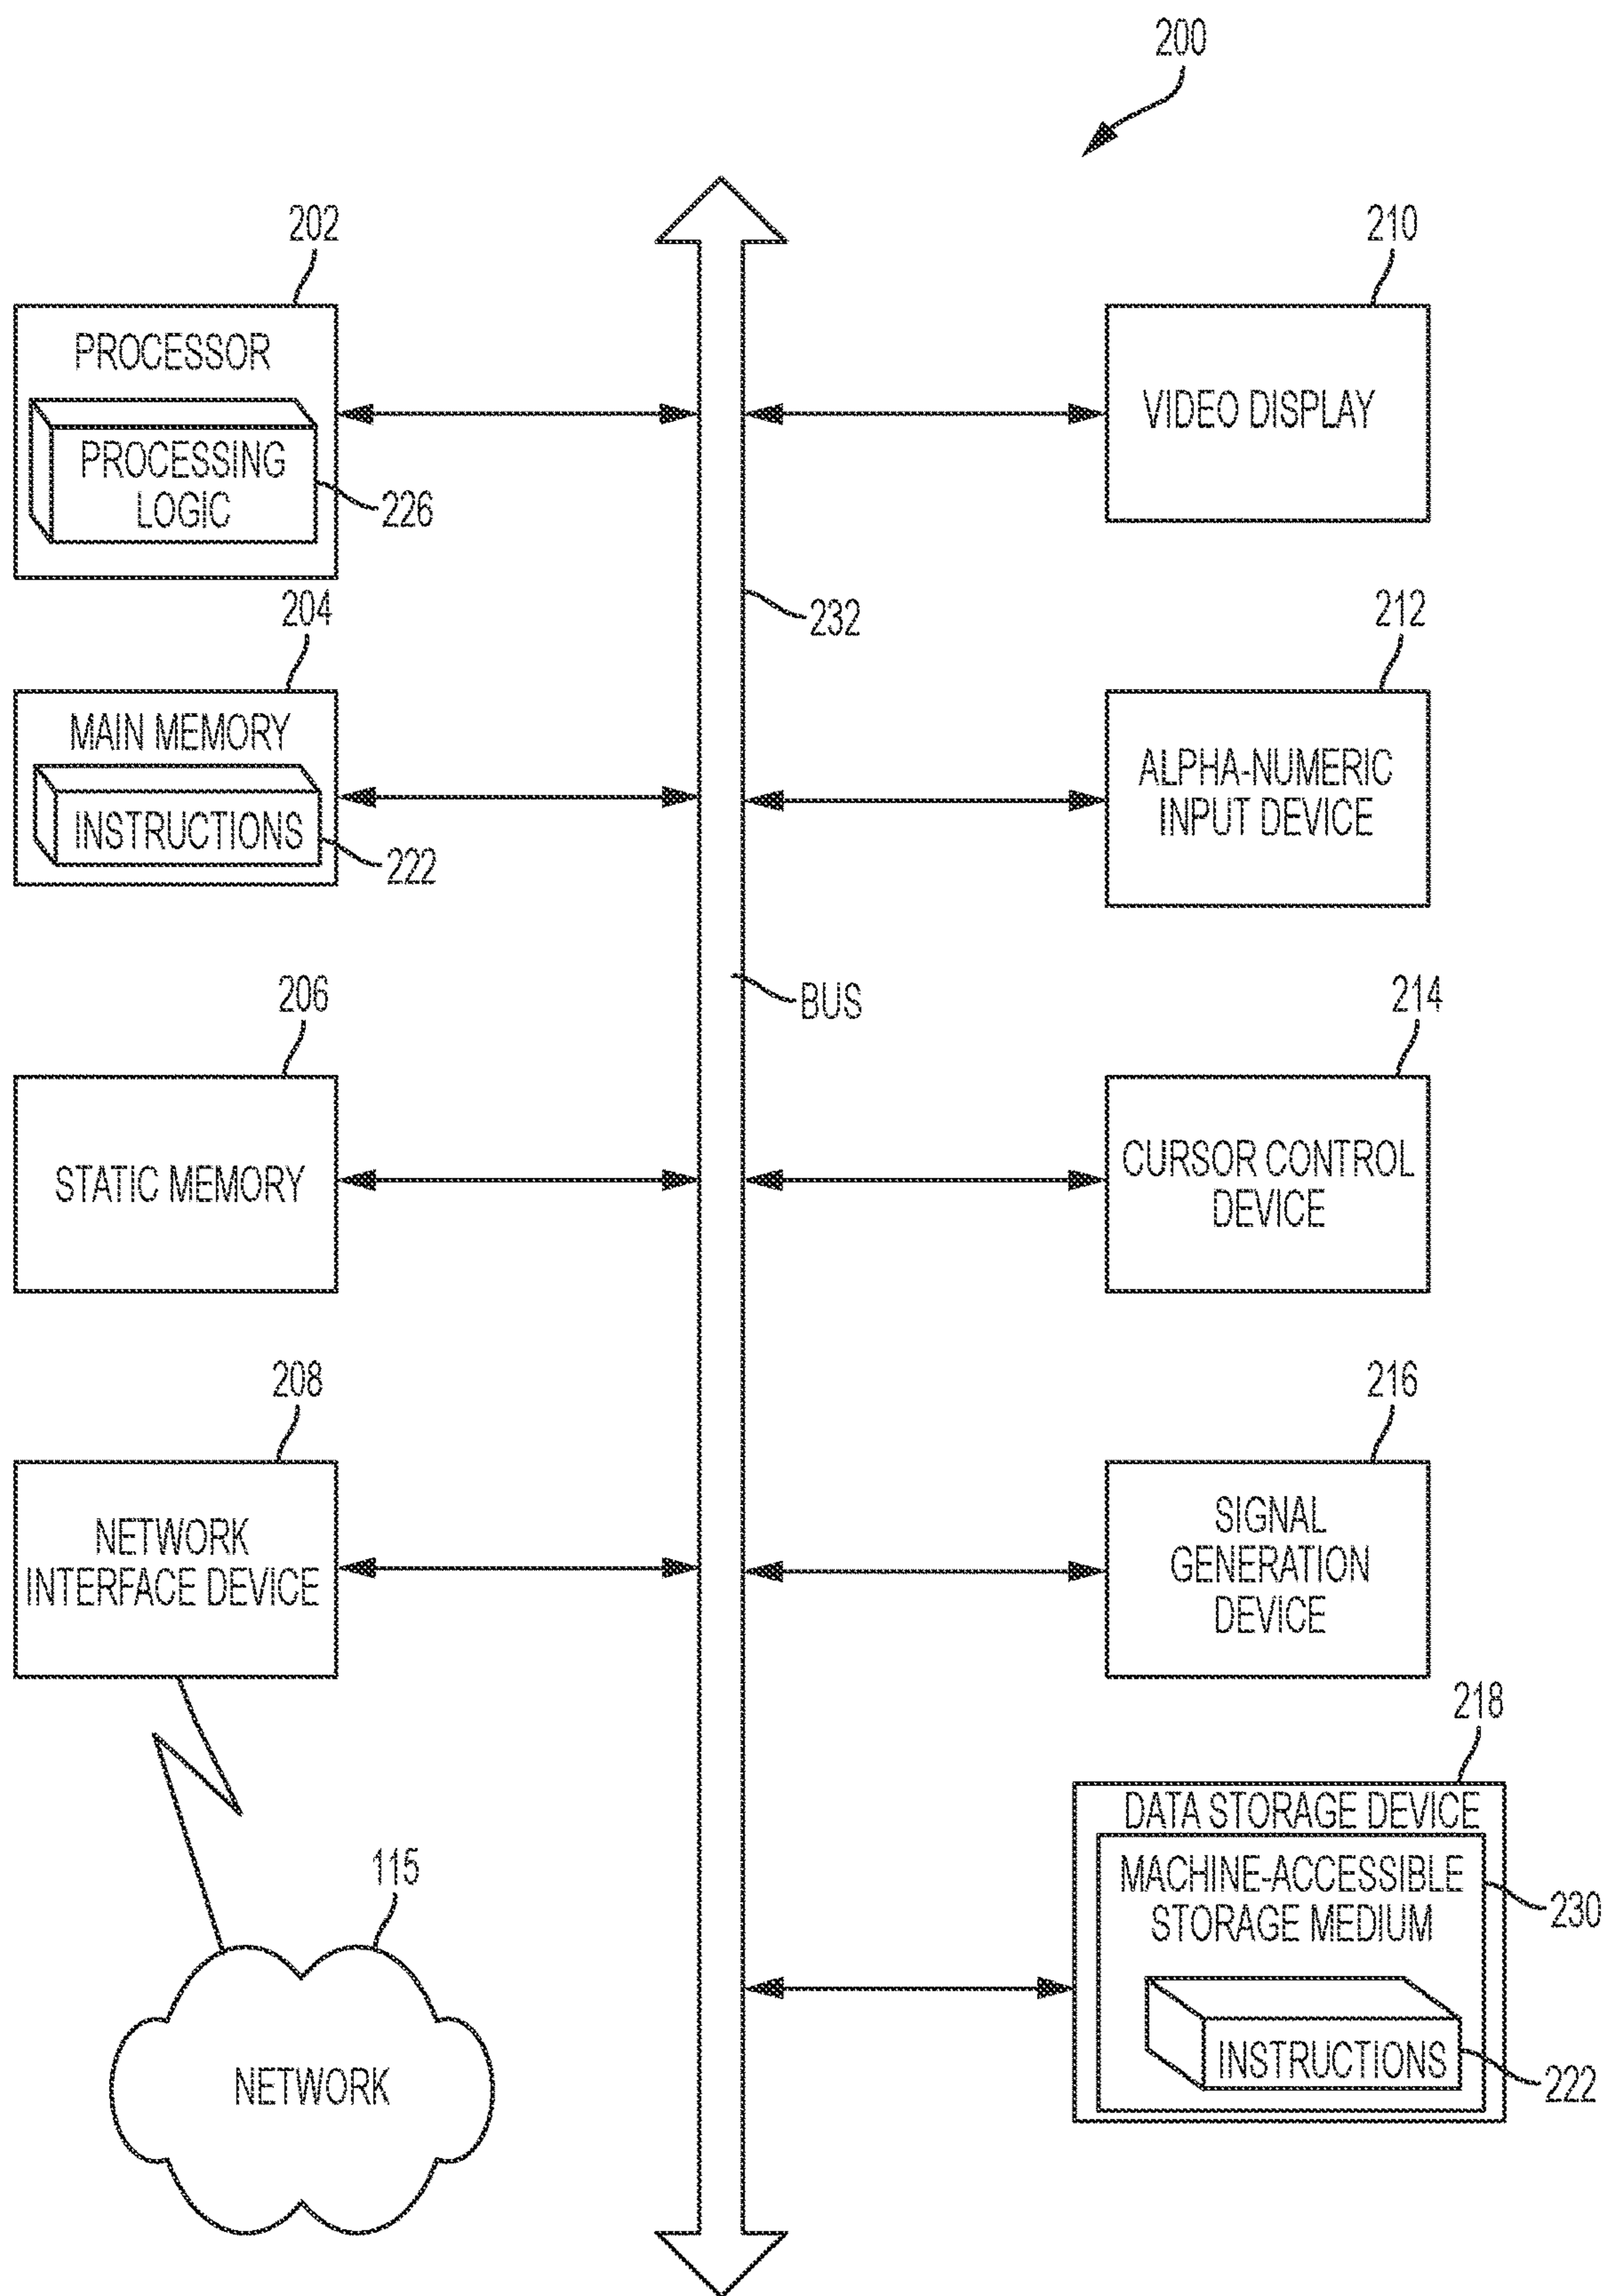 200
202
PROCESSOR
PROCESSING
LOGIC
226
204
MAIN MEMORY
INSTRUCTIONS
222
206
STATIC MEMORY
208
NETWORK
INTERFACE DEVICE
115
NETWORK
232
BUS
210
VIDEO DISPLAY
212
ALPHA-NUMERIC
INPUT DEVICE
214
CURSOR CONTROL
DEVICE
216
SIGNAL
GENERATION
DEVICE
218
DATA STORAGE DEVICE
MACHINE-ACCESSIBLE
STORAGE MEDIUM
230
INSTRUCTIONS
222